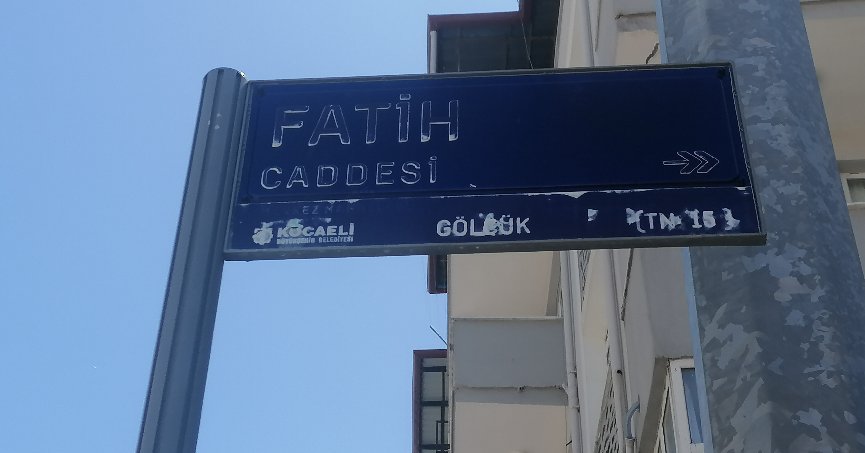 FATİH
CADDESİ
KOCAELİ
BÜYÜKŞEHİR BELEDİYESİ
GÖLCÜK
(TN: 15)